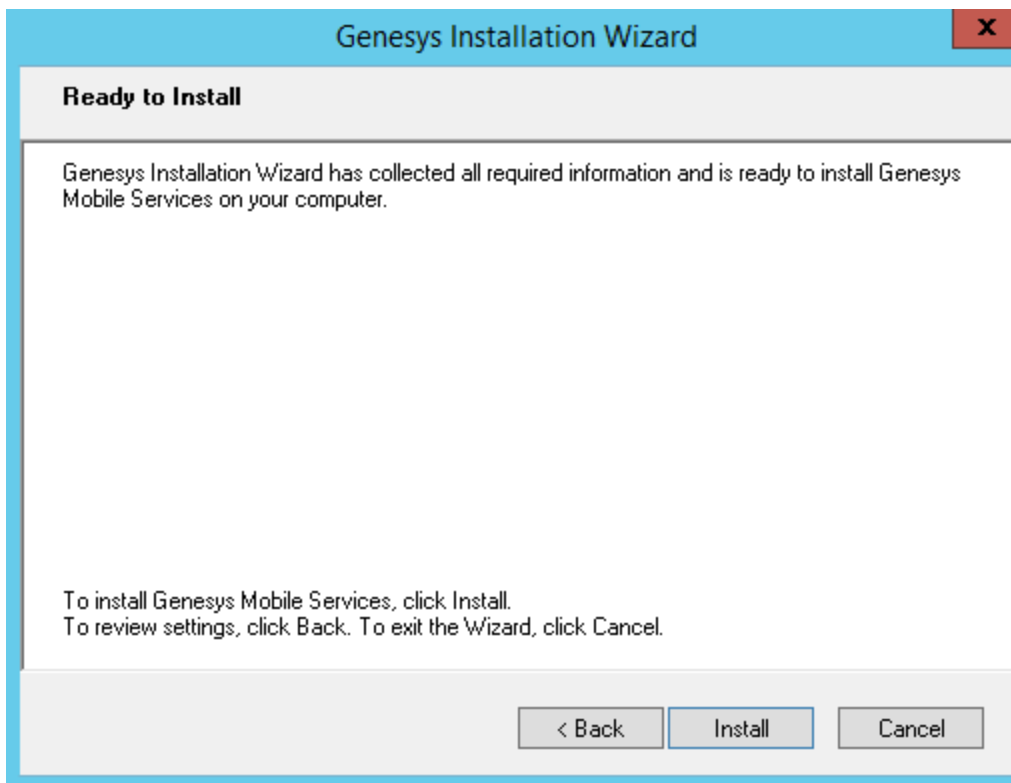 Genesys Installation Wizard
x
Ready to Install
Genesys Installation Wizard has collected all required information and is ready to install Genesys
Mobile Services on your computer.
To install Genesys Mobile Services, click Install.
To review settings, click Back. To exit the Wizard, click Cancel.
< Back Install Cancel